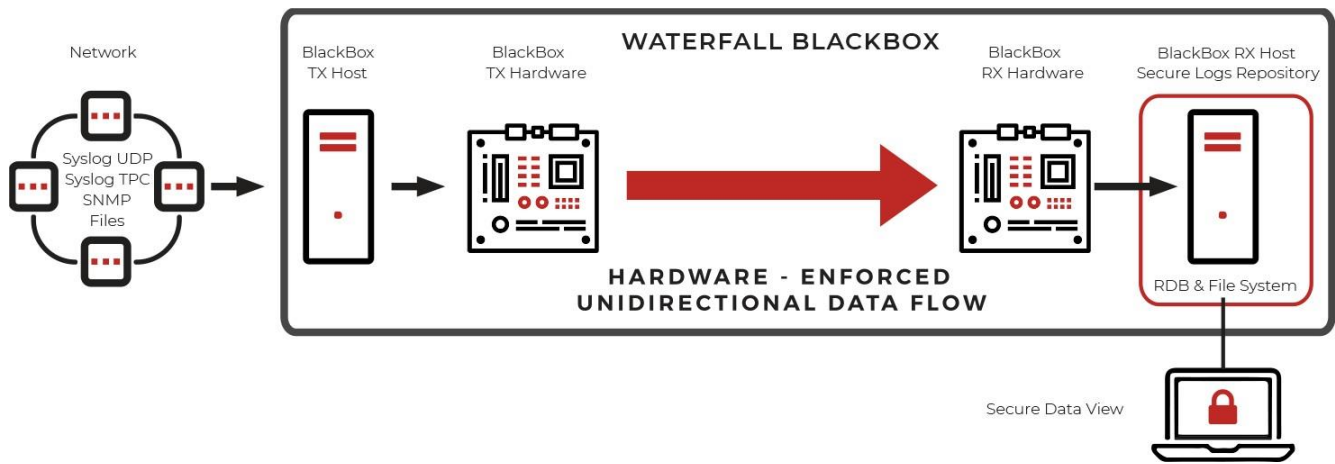 WATERFALL BLACKBOX
Network
Syslog UDP
Syslog TPC
SNMP
Files
BlackBox
TX Host
BlackBox
TX Hardware
BlackBox
RX Hardware
BlackBox RX Host
Secure Logs Repository
HARDWARE - ENFORCED
UNIDIRECTIONAL DATA FLOW
RDB & File System
Secure Data View